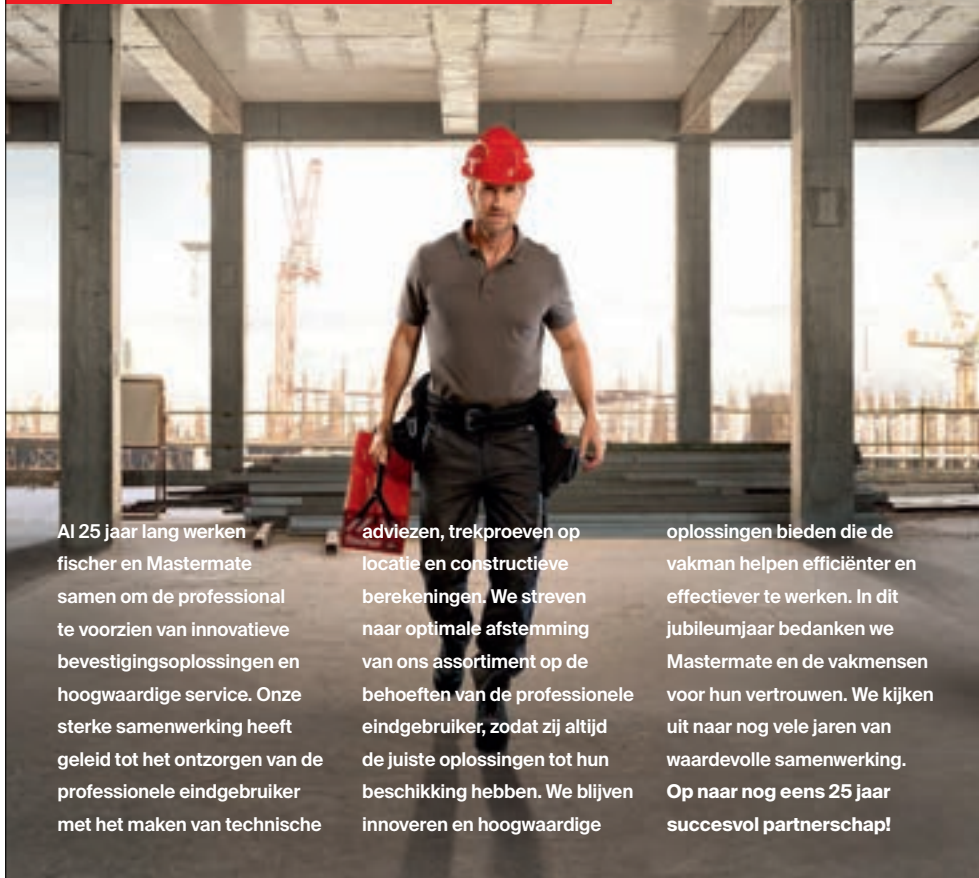 Al 25 jaar lang werken
fischer en Mastermate
samen om de professional
te voorzien van innovatieve
bevestigingsoplossingen en
hoogwaardige service. Onze
sterke samenwerking heeft
geleid tot het ontzorgen van de
professionele eindgebruiker
met het maken van technische
adviezen, trekproeven op
locatie en constructieve
berekeningen. We streven
naar optimale afstemming
van ons assortiment op de
behoeften van de professionele
eindgebruiker, zodat zij altijd
de juiste oplossingen tot hun
beschikking hebben. We blijven
innoveren en hoogwaardige
oplossingen bieden die de
vakman helpen efficiënter en
effectiever te werken. In dit
jubileumjaar bedanken we
Mastermate en de vakmensen
voor hun vertrouwen. We kijken
uit naar nog vele jaren van
waardevolle samenwerking.
Op naar nog eens 25 jaar
succesvol partnerschap!